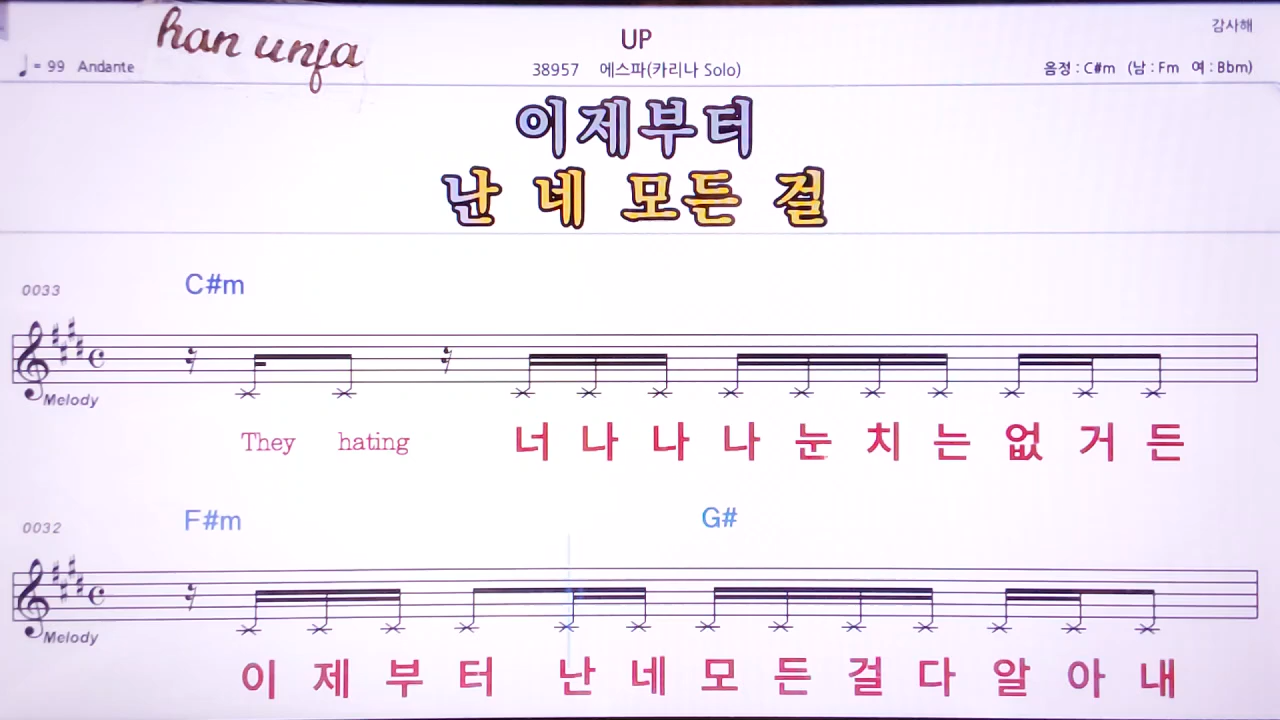 han unfa
UP
감사해
♩= 99 Andante
38957 에스파(카리나 Solo)
음정 : C#m (남 : Fm 여 : Bbm)
이제부터
난 네 모든 걸
0033
C#m
Melody
They hating 너 나 나 나 눈 치 는 없 거 든
0032
F#m G#
Melody
이 제 부 터 난 네 모 든 걸 다 알 아 내